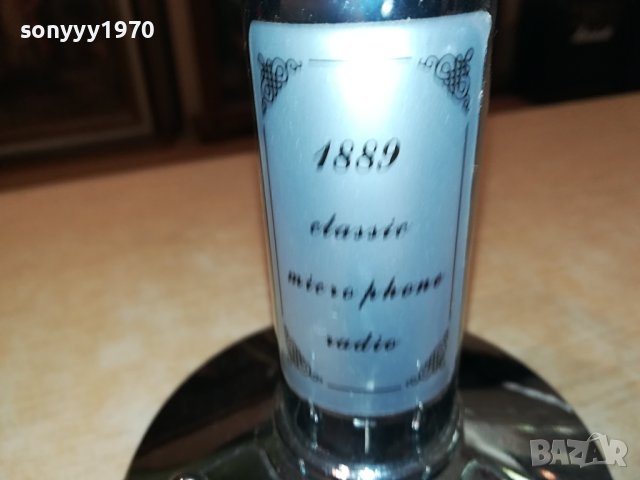 sonyyy1970
1889
classic
microphone
radio
BAZAR